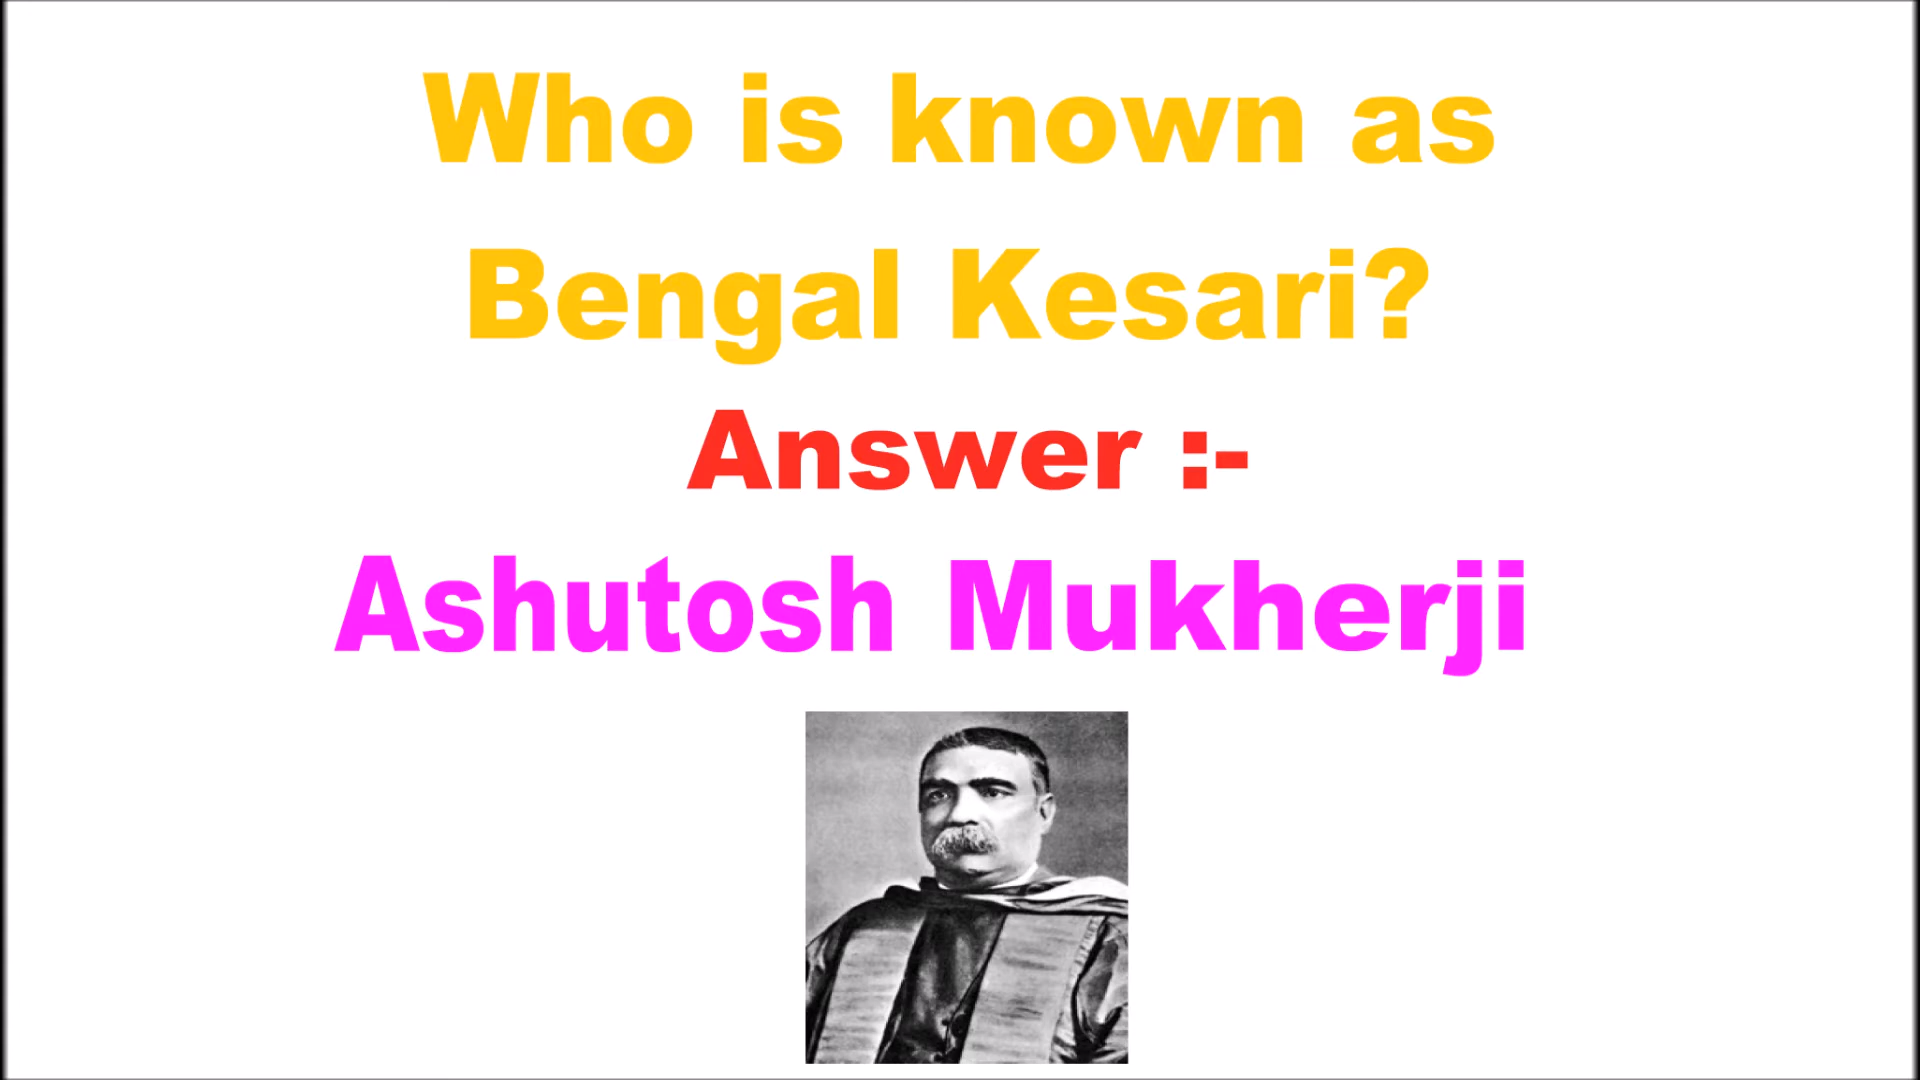 Who is known as
Bengal Kesari?
Answer :-
Ashutosh Mukherji